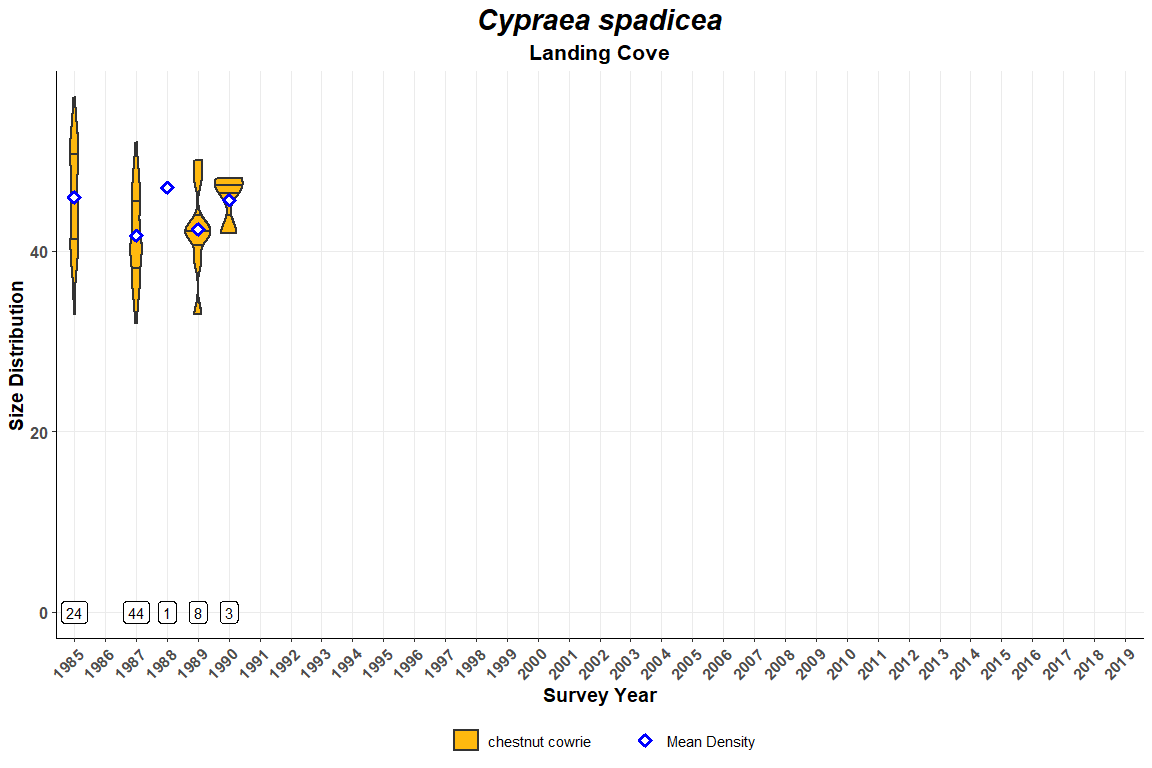 Cypraea spadicea
Landing Cove
Size Distribution
40
20
0
24 44 1 8 3
1985 1986 1987 1988 1989 1990 1991 1992 1993 1994 1995 1996 1997 1998 1999 2000 2001 2002 2003 2004 2005 2006 2007 2008 2009 2010 2011 2012 2013 2014 2015 2016 2017 2018 2019
Survey Year
chestnut cowrie Mean Density